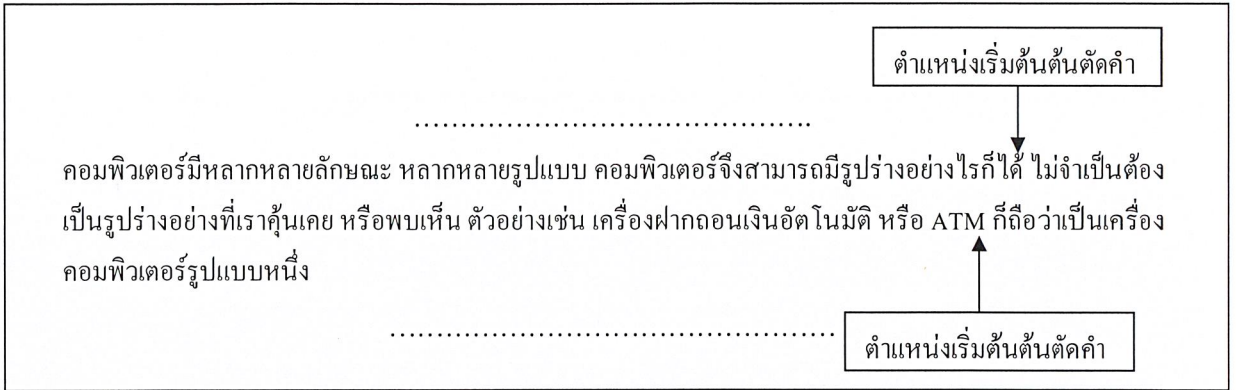 ตำแหน่งเริ่มต้นต้นตัดคำ
...........................................
คอมพิวเตอร์มีหลากหลายลักษณะ หลากหลายรูปแบบ คอมพิวเตอร์จึงสามารถมีรูปร่างอย่างไรก็ได้ ไม่จำเป็นต้อง
เป็นรูปร่างอย่างที่เราคุ้นเคย หรือพบเห็น ตัวอย่างเช่น เครื่องฝากถอนเงินอัตโนมัติ หรือ ATM ก็ถือว่าเป็นเครื่อง
คอมพิวเตอร์รูปแบบหนึ่ง
................................................
ตำแหน่งเริ่มต้นต้นตัดคำ